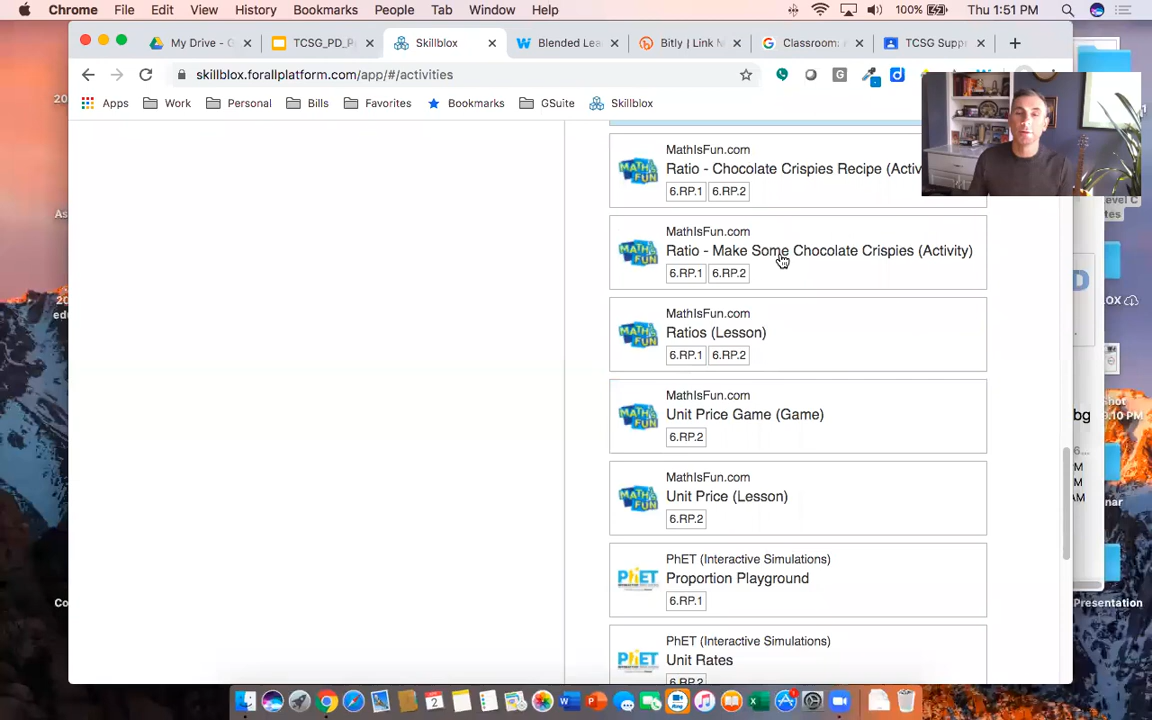 Chrome File Edit View History Bookmarks People Tab Window Help 100% Thu 1:51 PM
My Drive - G TCSG_PD_P Skillblox Blended Lea Bitly | Link M Classroom: TCSG Supp
skillblox.forallplatform.com/app/#/activities
Apps Work Personal Bills Favorites Bookmarks GSuite Skillblox
MathIsFun.com
Ratio - Chocolate Crispies Recipe (Activ
6.RP.1 6.RP.2
MathIsFun.com
Ratio - Make Some Chocolate Crispies (Activity)
6.RP.1 6.RP.2
MathIsFun.com
Ratios (Lesson)
6.RP.1 6.RP.2
MathIsFun.com
Unit Price Game (Game)
6.RP.2
MathIsFun.com
Unit Price (Lesson)
6.RP.2
PhET (Interactive Simulations)
Proportion Playground
6.RP.1
PhET (Interactive Simulations)
Unit Rates
6.RP.2
Presentation